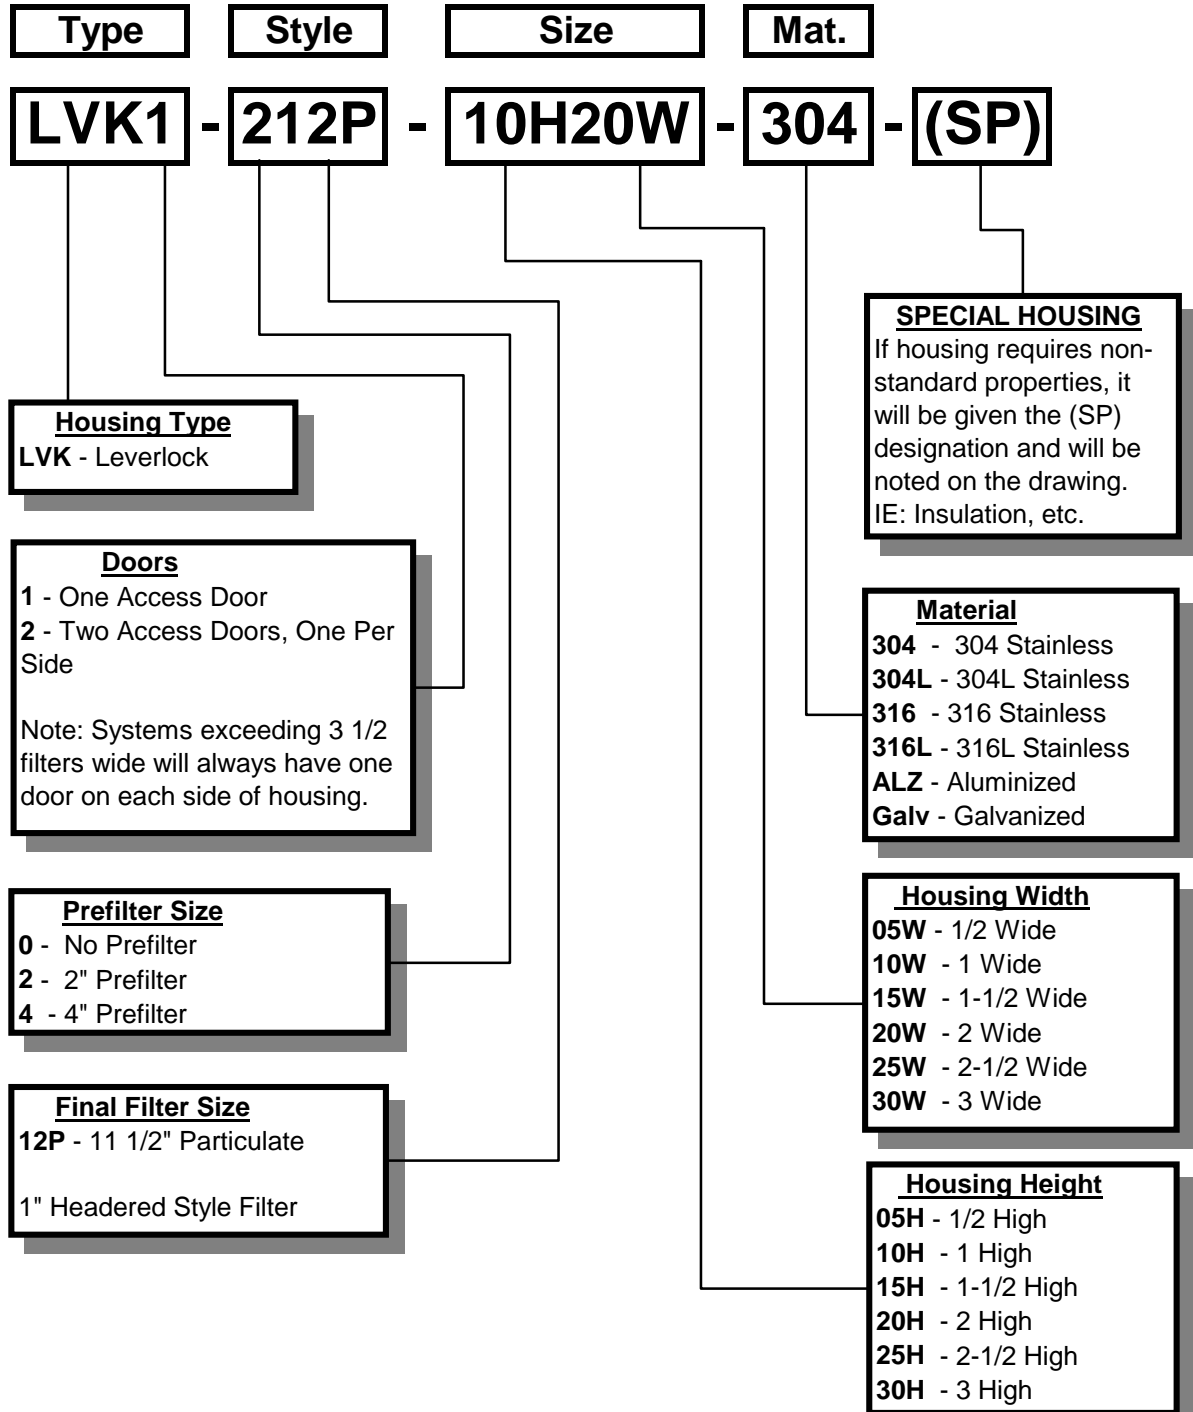 Type
Style
Size
Mat.
LVK1 - 212P - 10H20W - 304 - (SP)
SPECIAL HOUSING
If housing requires non-
standard properties, it
will be given the (SP)
designation and will be
noted on the drawing.
IE: Insulation, etc.
Housing Type
LVK - Leverlock
Doors
1 - One Access Door
2 - Two Access Doors, One Per
Side
Note: Systems exceeding 3 1/2
filters wide will always have one
door on each side of housing.
Material
304 - 304 Stainless
304L - 304L Stainless
316 - 316 Stainless
316L - 316L Stainless
ALZ - Aluminized
Galv - Galvanized
Prefilter Size
0 - No Prefilter
2 - 2" Prefilter
4 - 4" Prefilter
Housing Width
05W - 1/2 Wide
10W - 1 Wide
15W - 1-1/2 Wide
20W - 2 Wide
25W - 2-1/2 Wide
30W - 3 Wide
Final Filter Size
12P - 11 1/2" Particulate
1" Headered Style Filter
Housing Height
05H - 1/2 High
10H - 1 High
15H - 1-1/2 High
20H - 2 High
25H - 2-1/2 High
30H - 3 High